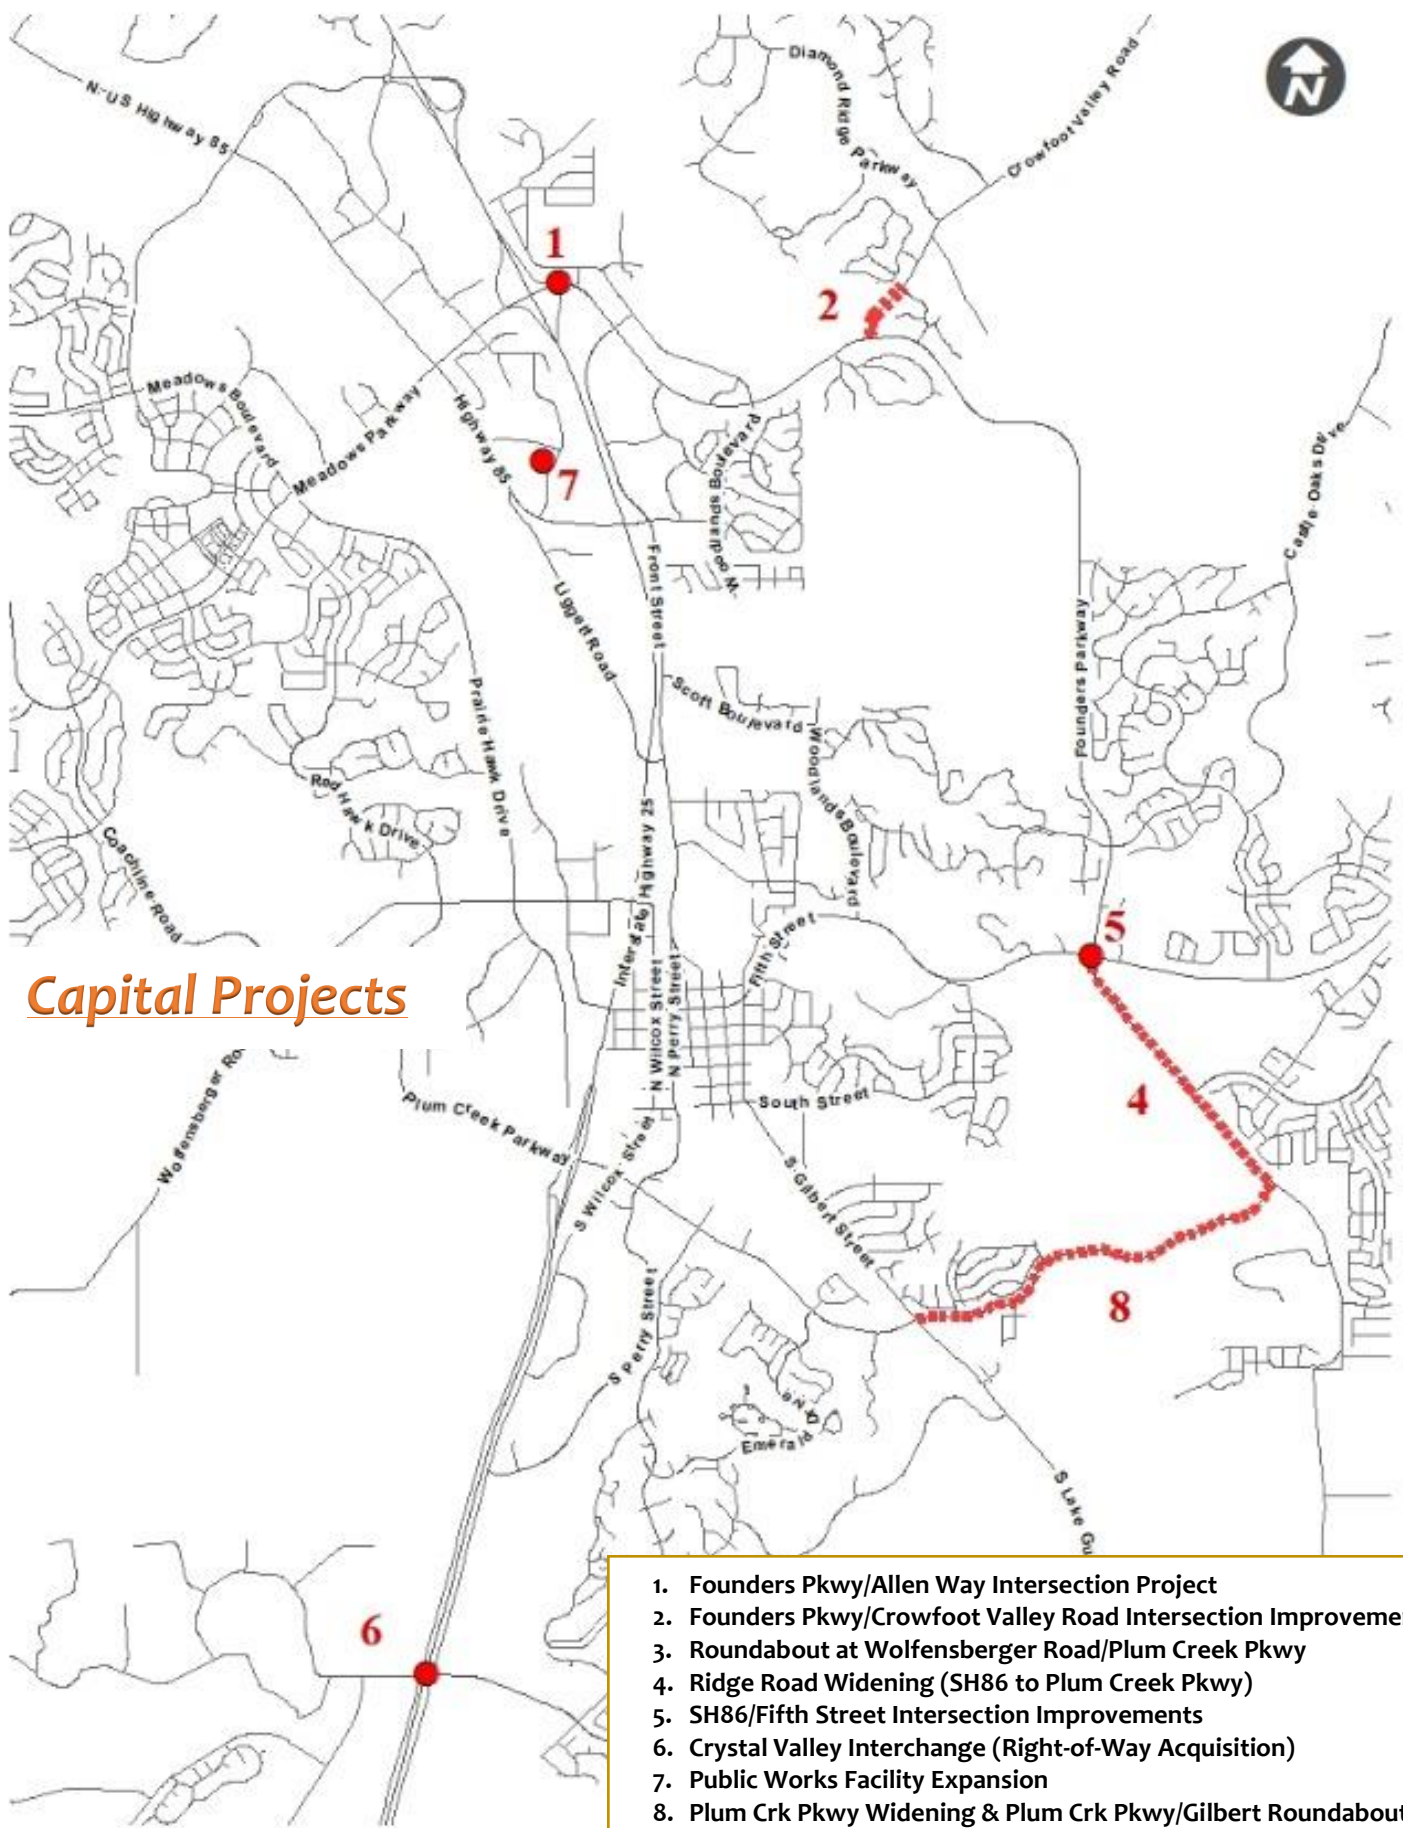 N
Diamond Ridge Parkway
Crowfoot Valley Road
N US Highway 85
1
2
Meadows Boulevard
Meadows Parkway
Highway 85
7
Woodlands Boulevard
Castle Oaks Drive
Front Street
Liggett Road
Founders Parkway
Scott Boulevard
Prairie Hawk Drive
Woodlands Boulevard
Red Hawk Drive
Interstate Highway 25
Coachline Road
5
Fifth Street
Capital Projects
N Wilcox Street
N Perry Street
Wolfensberger Ro
Plum Creek Parkway
South Street
4
S Wilcox Street
S Gilbert Street
8
S Perry Street
Emerald Drive
S Lake Gu
6
1. Founders Pkwy/Allen Way Intersection Project
2. Founders Pkwy/Crowfoot Valley Road Intersection Improveme
3. Roundabout at Wolfensberger Road/Plum Creek Pkwy
4. Ridge Road Widening (SH86 to Plum Creek Pkwy)
5. SH86/Fifth Street Intersection Improvements
6. Crystal Valley Interchange (Right-of-Way Acquisition)
7. Public Works Facility Expansion
8. Plum Crk Pkwy Widening & Plum Crk Pkwy/Gilbert Roundabout